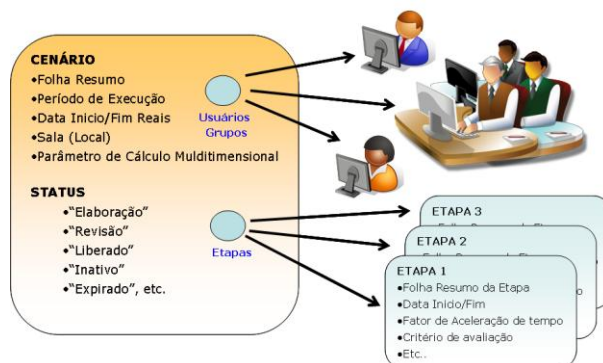 CENÁRIO
•Folha Resumo
•Período de Execução
•Data Inicio/Fim Reais
•Sala (Local)
•Parâmetro de Cálculo Mulditimensional
Usuários
Grupos
STATUS
•"Elaboração"
•"Revisão"
•"Liberado"
•"Inativo"
•"Expirado", etc.
Etapas
ETAPA 3
ETAPA 2
ETAPA 1
•Folha Resumo da Etapa
•Data Inicio/Fim
•Fator de Aceleração de tempo
•Critério de avaliação
•Etc..